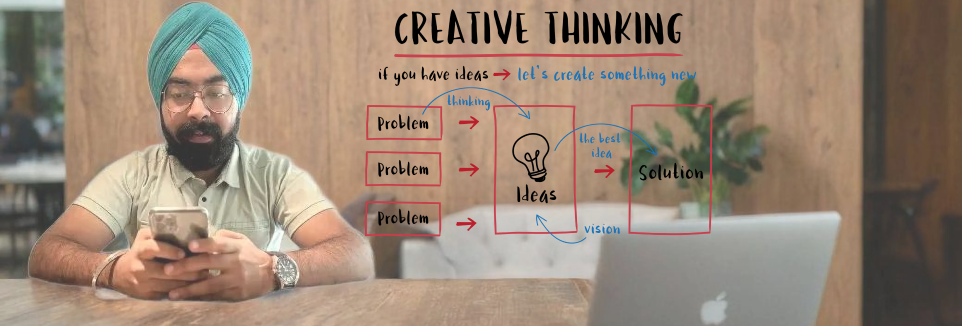 CREATIVE THINKING
if you have ideas → let's create something new
thinking
Problem
Problem
Problem
Ideas
the best
idea
Solution
vision